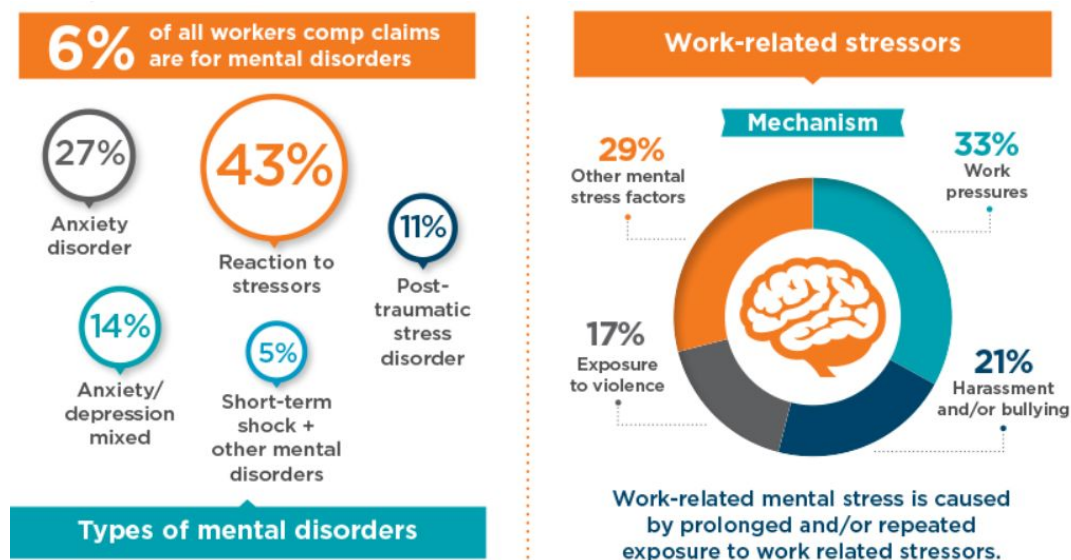 6% of all workers comp claims
are for mental disorders
27%
Anxiety
disorder
43%
Reaction to
stressors
11%
Post-
traumatic
stress
disorder
14%
Anxiety/
depression
mixed
5%
Short-term
shock +
other mental
disorders
Types of mental disorders
Work-related stressors
Mechanism
29%
Other mental
stress factors
33%
Work
pressures
17%
Exposure
to violence
21%
Harassment
and/or bullying
Work-related mental stress is caused
by prolonged and/or repeated
exposure to work related stressors.